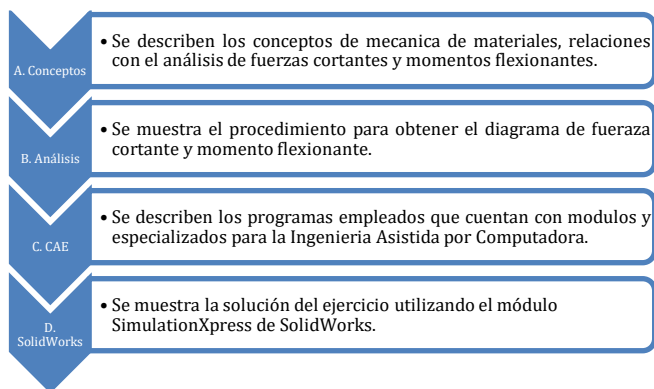 A. Conceptos
• Se describen los conceptos de mecanica de materiales, relaciones
con el análisis de fuerzas cortantes y momentos flexionantes.
B. Análisis
• Se muestra el procedimiento para obtener el diagrama de fueraza
cortante y momento flexionante.
C. CAE
• Se describen los programas empleados que cuentan con modulos y
especializados para la Ingenieria Asistida por Computadora.
D.
SolidWorks
• Se muestra la solución del ejercicio utilizando el módulo
SimulationXpress de SolidWorks.